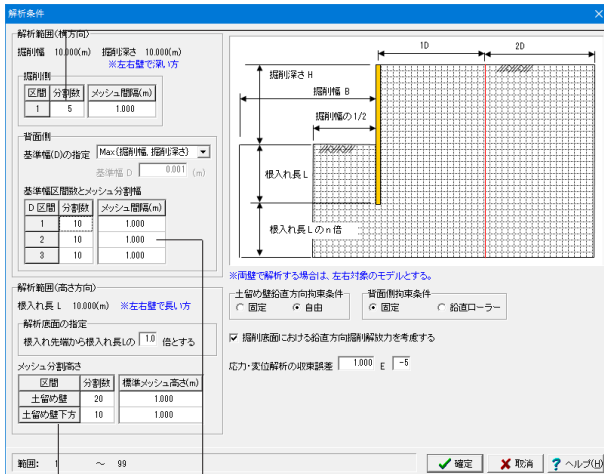 解析条件
解析範囲(横方向)
掘削幅 10.000(m) 掘削深さ 10.000(m)
※左右壁で深い方
掘削側
区間 分割数 メッシュ間隔(m)
1 5 1.000
背面側
基準幅(D)の指定 Max(掘削幅, 掘削深さ)
基準幅 D 0.001 (m)
基準幅区間数とメッシュ分割幅
D区間 分割数 メッシュ間隔(m)
1 10 1.000
2 10 1.000
3 10 1.000
解析範囲(高さ方向)
根入れ長 L 10.000(m) ※左右壁で長い方
解析底面の指定
根入れ先端から根入れ長Lの 1.0 倍とする
メッシュ分割高さ
区間 分割数 標準メッシュ高さ(m)
土留め壁 20 1.000
土留め壁下方 10 1.000
1D 2D
掘削深さ H
掘削幅 B
掘削幅の1/2
根入れ長L
根入れ長Lのn倍
※両壁で解析する場合は、左右対象のモデルとする。
土留め壁鉛直方向拘束条件
固定 自由
背面側拘束条件
固定 鉛直ローラー
掘削底面における鉛直方向掘削解放力を考慮する
応力・変位解析の収束誤差 1.000 E -5
範囲: 1 ～ 99
確定 取消 ? ヘルプ(H)